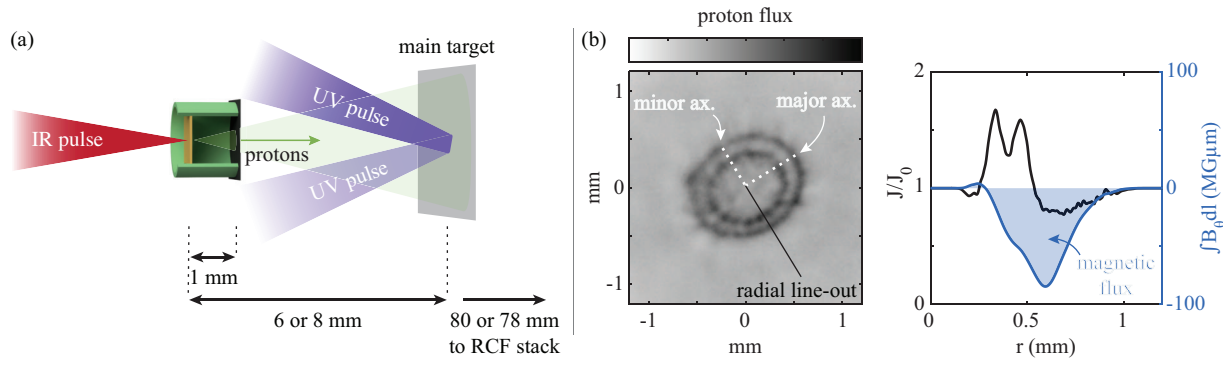 (a)
main target
UV pulse
IR pulse
protons
UV pulse
1 mm
6 or 8 mm
80 or 78 mm
to RCF stack
(b)
proton flux
minor ax.
major ax.
radial line-out
mm
1
0
-1
-1
0
1
mm
J/J0
2
1
0
0
0.5
1
r (mm)
100
0
-100
∫Bθdl (MGμm)
magnetic
flux